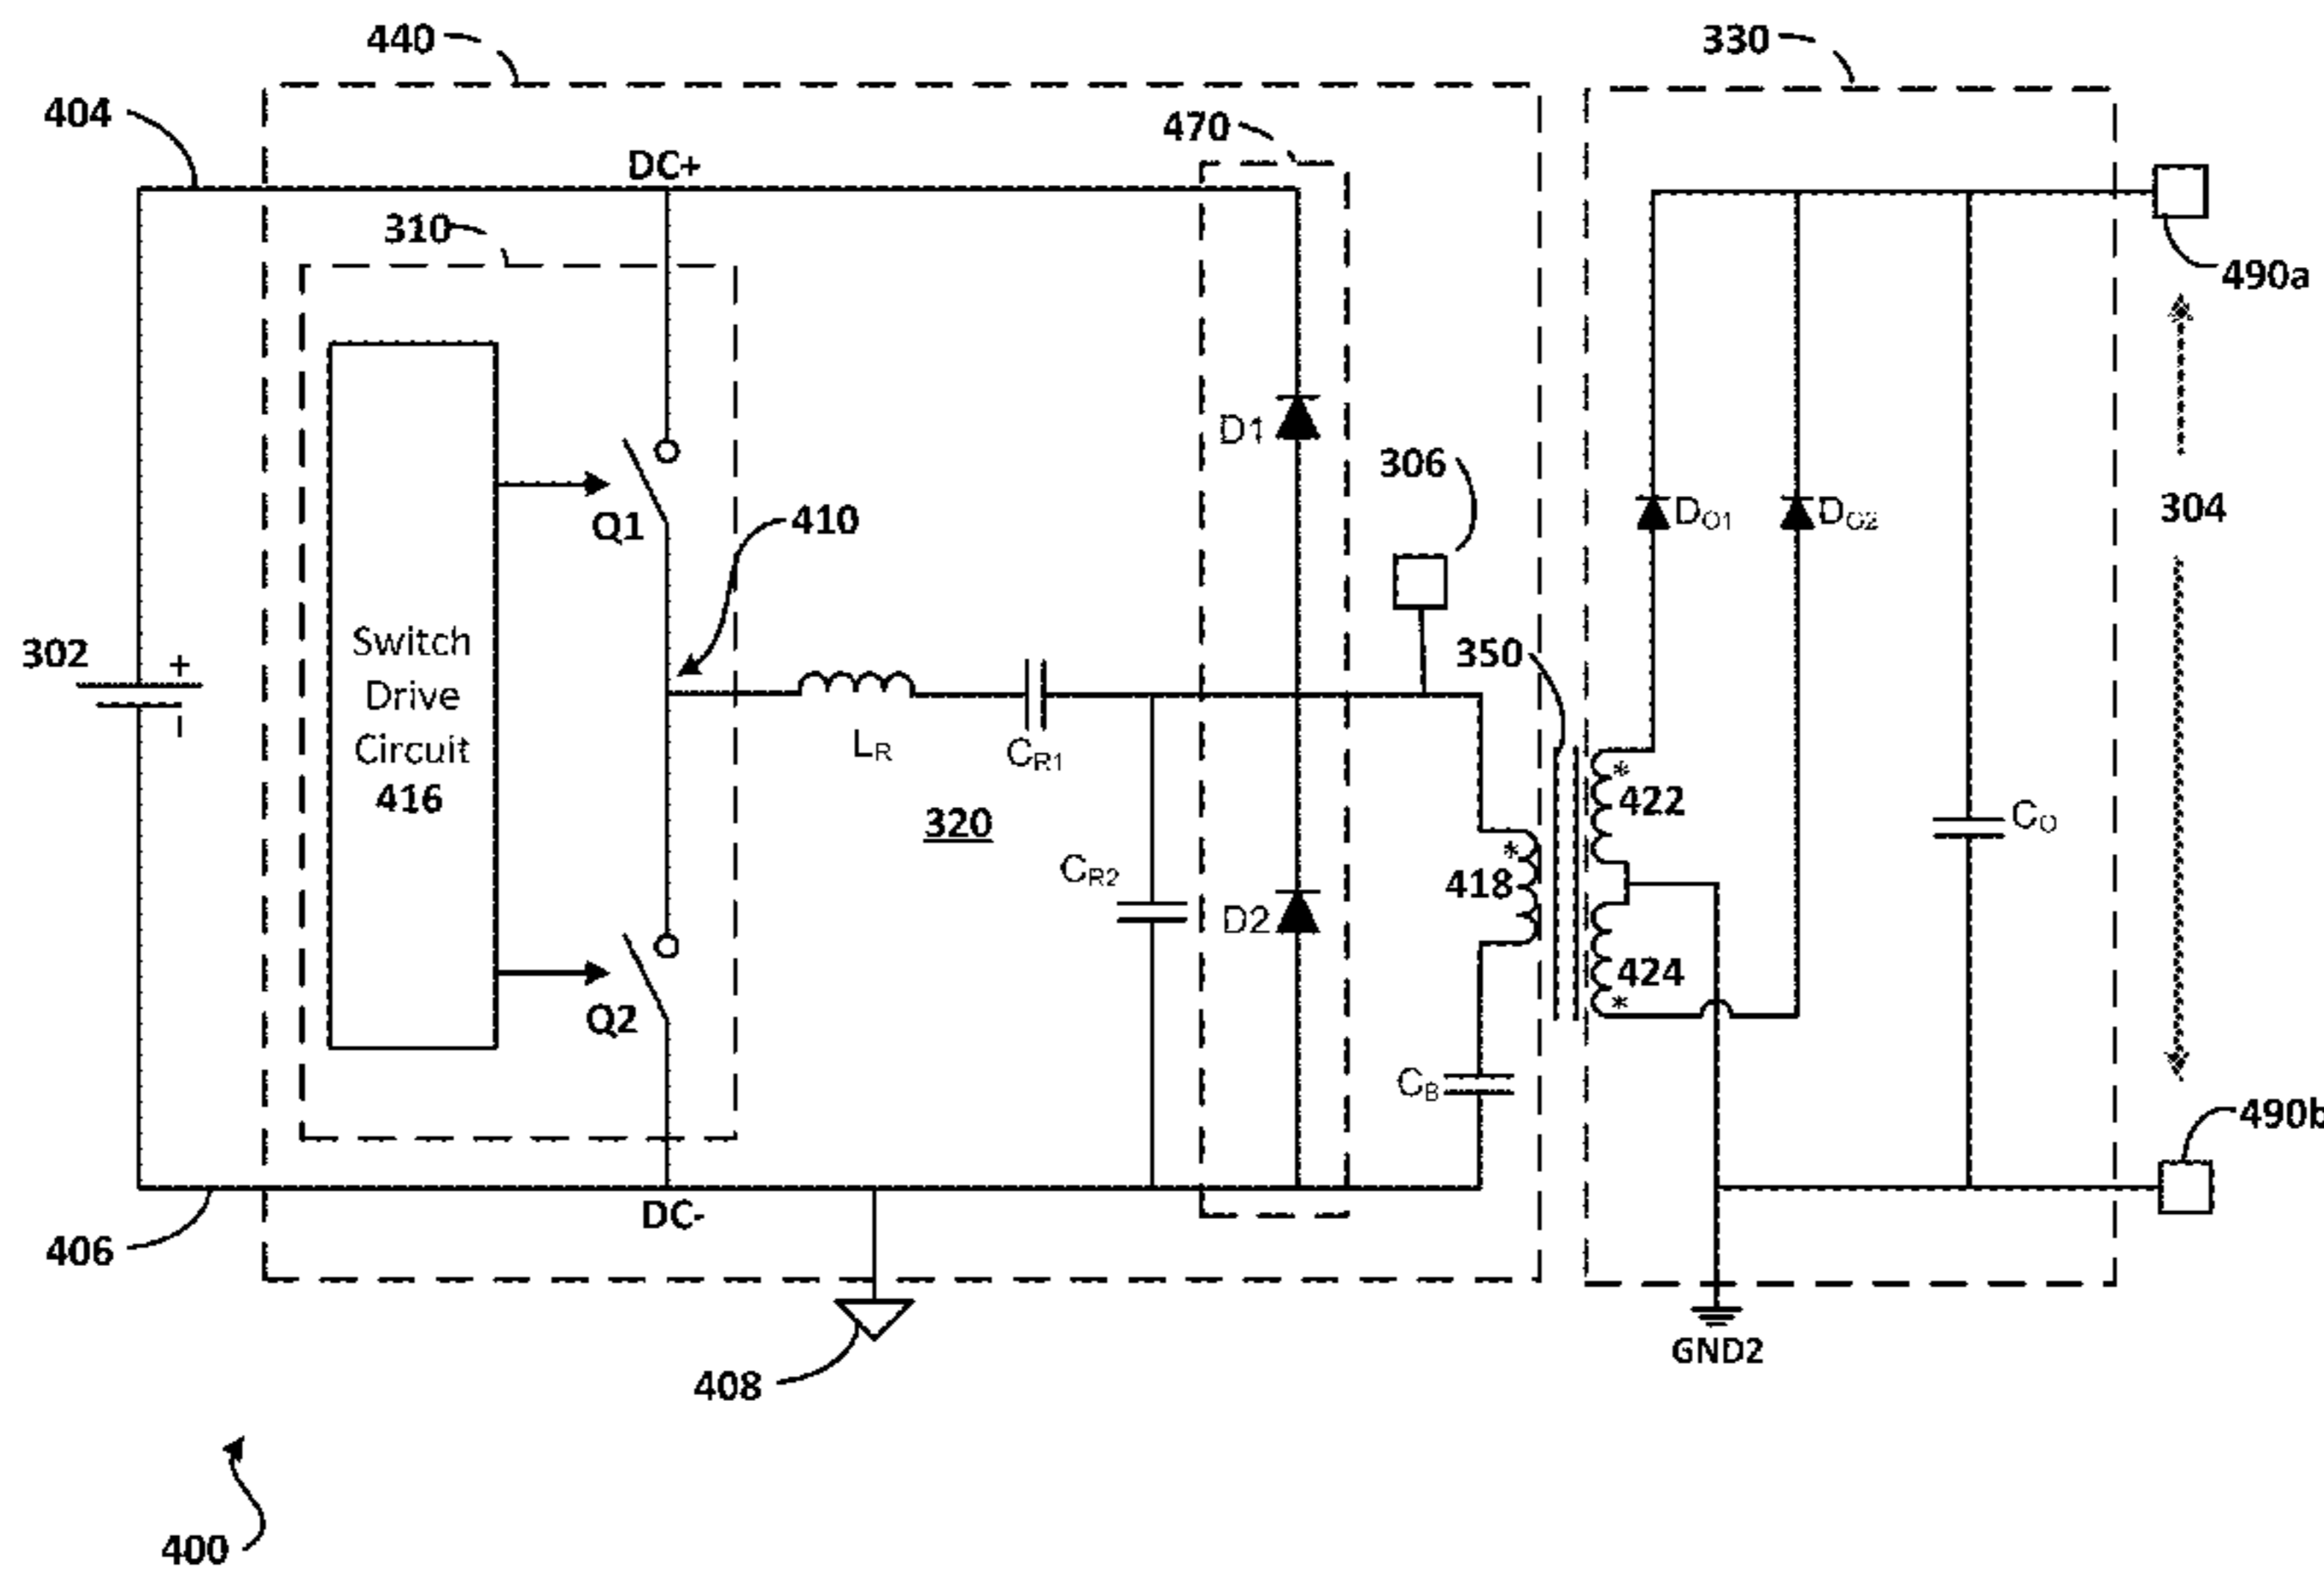 440
330
404
470
DC+
310
490a
D1
306
DO1
DO2
304
410
Q1
302
+
−
350
Switch
Drive
Circuit
416
LR
CR1
* 422
320
CO
CR2
*
418
D2
424
*
Q2
CB
490b
DC-
406
GND2
408
400